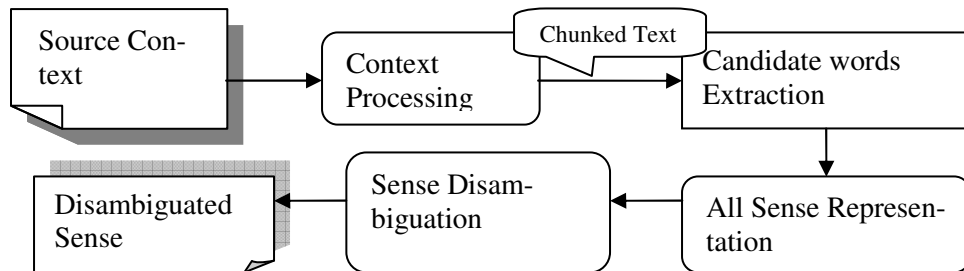 Source Con-
text
Context
Processing
Chunked Text
Candidate words
Extraction
All Sense Represen-
tation
Sense Disam-
biguation
Disambiguated
Sense